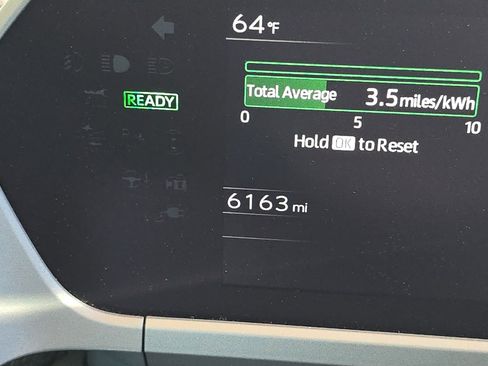 64°F
READY
Total Average 3.5 miles/kWh
0 5 10
Hold OK to Reset
6163 mi